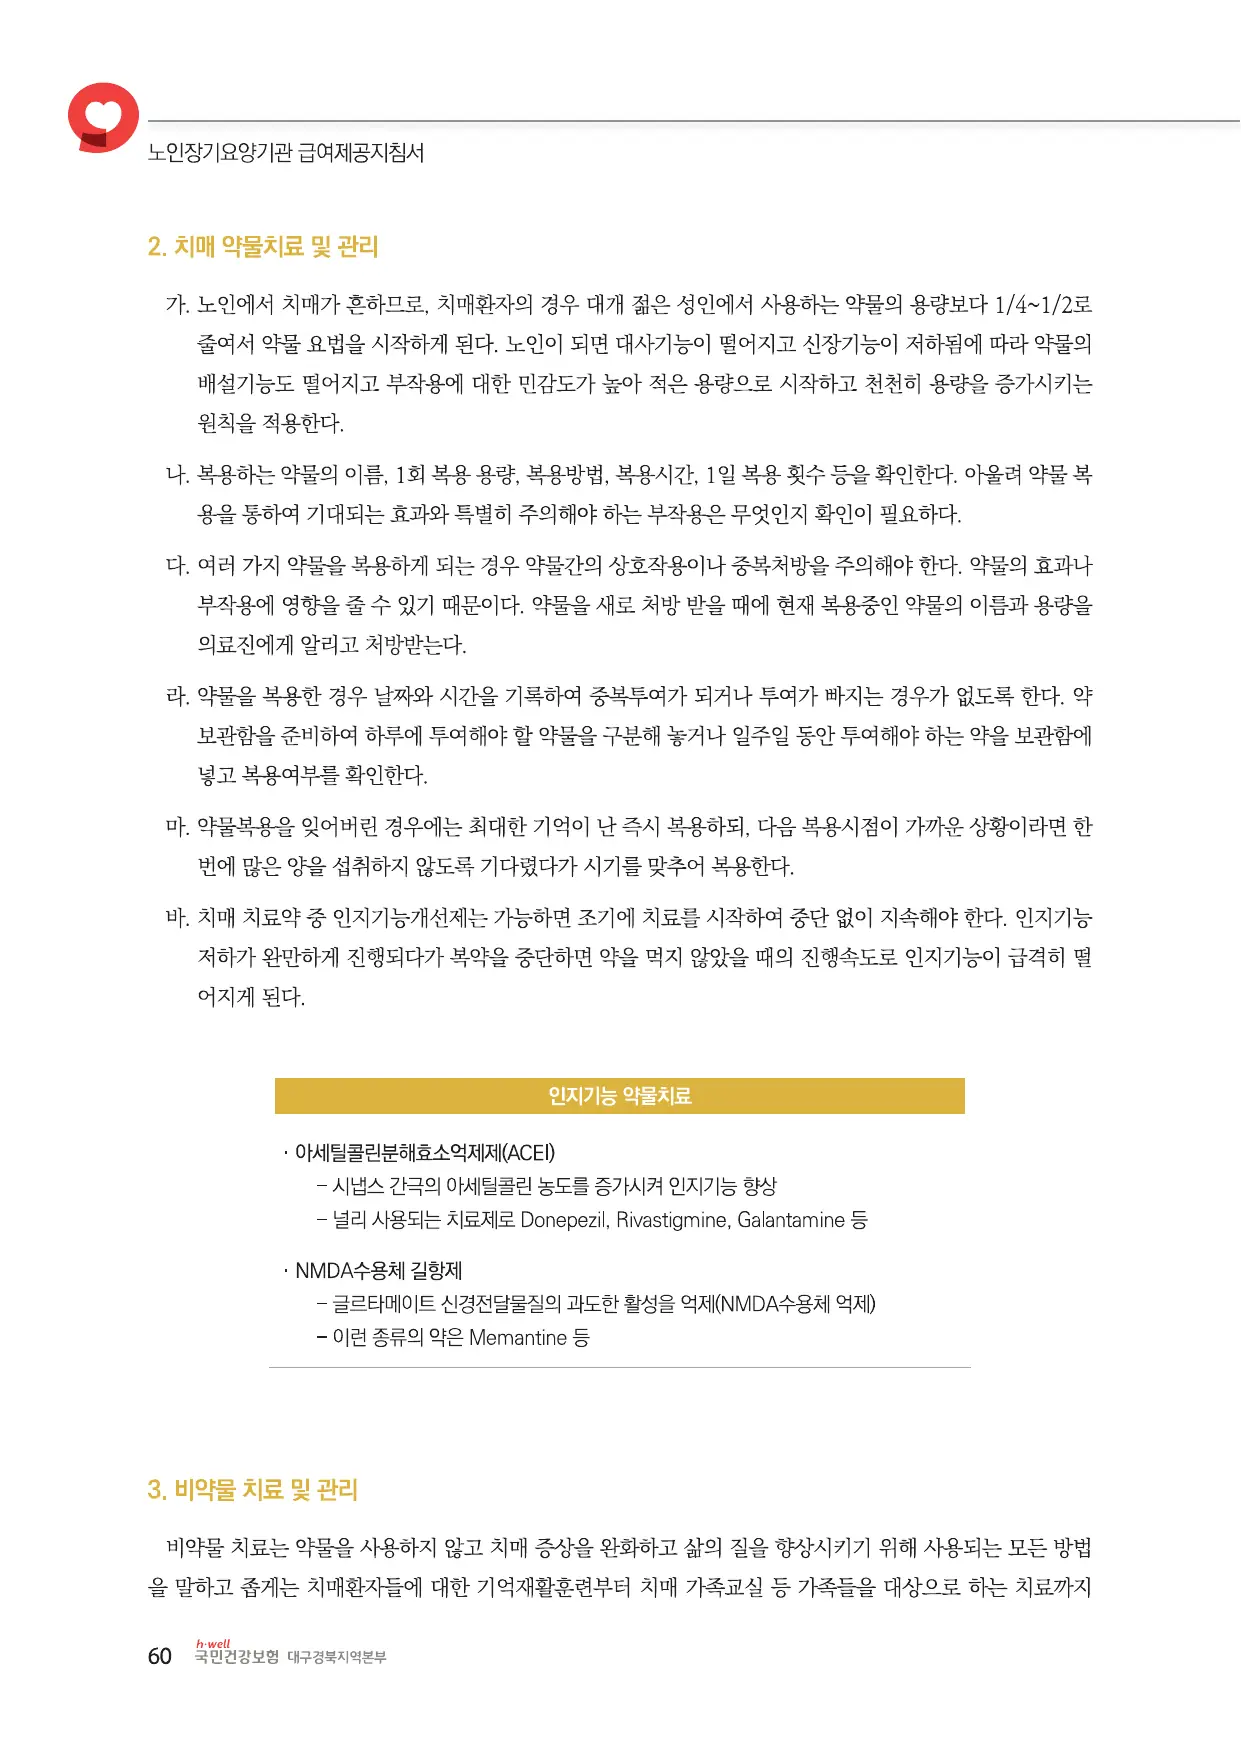 노인장기요양기관 급여제공지침서
2. 치매 약물치료 및 관리
가. 노인에서 치매가 흔하므로, 치매환자의 경우 대개 젊은 성인에서 사용하는 약물의 용량보다 1/4~1/2로
줄여서 약물 요법을 시작하게 된다. 노인이 되면 대사기능이 떨어지고 신장기능이 저하됨에 따라 약물의
배설기능도 떨어지고 부작용에 대한 민감도가 높아 적은 용량으로 시작하고 천천히 용량을 증가시키는
원칙을 적용한다.
나. 복용하는 약물의 이름, 1회 복용 용량, 복용방법, 복용시간, 1일 복용 횟수 등을 확인한다. 아울러 약물 복
용을 통하여 기대되는 효과와 특별히 주의해야 하는 부작용은 무엇인지 확인이 필요하다.
다. 여러 가지 약물을 복용하게 되는 경우 약물간의 상호작용이나 중복처방을 주의해야 한다. 약물의 효과나
부작용에 영향을 줄 수 있기 때문이다. 약물을 새로 처방 받을 때에 현재 복용중인 약물의 이름과 용량을
의료진에게 알리고 처방받는다.
라. 약물을 복용한 경우 날짜와 시간을 기록하여 중복투여가 되거나 투여가 빠지는 경우가 없도록 한다. 약
보관함을 준비하여 하루에 투여해야 할 약물을 구분해 놓거나 일주일 동안 투여해야 하는 약을 보관함에
넣고 복용여부를 확인한다.
마. 약물복용을 잊어버린 경우에는 최대한 기억이 난 즉시 복용하되, 다음 복용시점이 가까운 상황이라면 한
번에 많은 양을 섭취하지 않도록 기다렸다가 시기를 맞추어 복용한다.
바. 치매 치료약 중 인지기능개선제는 가능하면 조기에 치료를 시작하여 중단 없이 지속해야 한다. 인지기능
저하가 완만하게 진행되다가 복약을 중단하면 약을 먹지 않았을 때의 진행속도로 인지기능이 급격히 떨
어지게 된다.
인지기능 약물치료
· 아세틸콜린분해효소억제제(ACEI)
– 시냅스 간극의 아세틸콜린 농도를 증가시켜 인지기능 향상
– 널리 사용되는 치료제로 Donepezil, Rivastigmine, Galantamine 등
· NMDA수용체 길항제
– 글르타메이트 신경전달물질의 과도한 활성을 억제(NMDA수용체 억제)
– 이런 종류의 약은 Memantine 등
3. 비약물 치료 및 관리
비약물 치료는 약물을 사용하지 않고 치매 증상을 완화하고 삶의 질을 향상시키기 위해 사용되는 모든 방법
을 말하고 좁게는 치매환자들에 대한 기억재활훈련부터 치매 가족교실 등 가족들을 대상으로 하는 치료까지
60 h·well 국민건강보험 대구경북지역본부